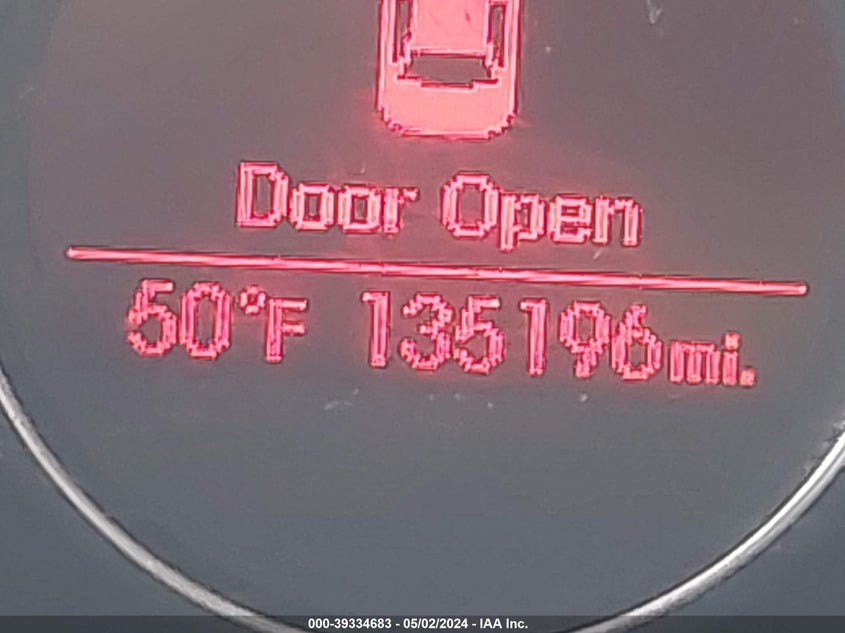 Door Open
50°F 135196mi.
000-39334683 - 05/02/2024 - IAA Inc.